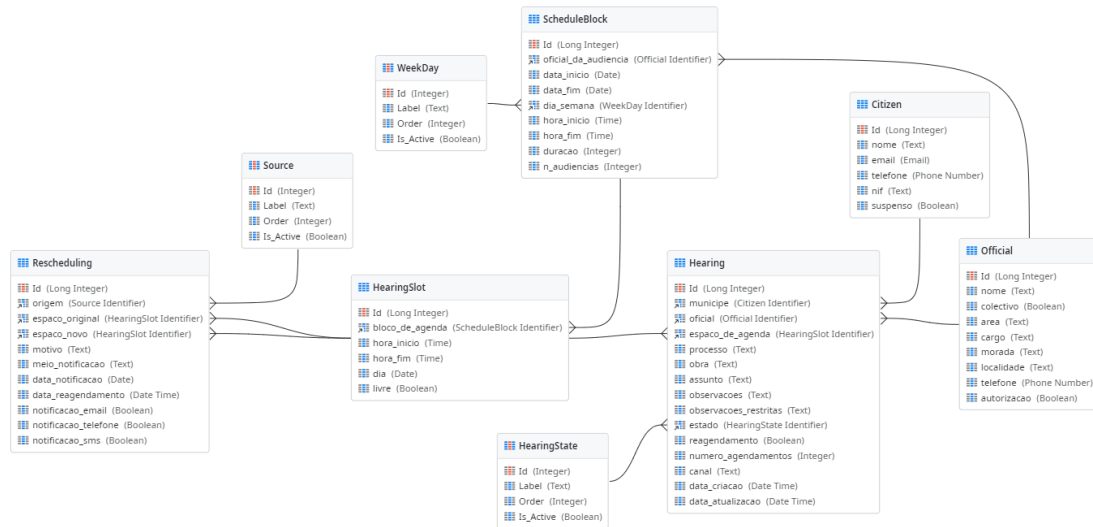 ScheduleBlock
Id (Long Integer)
oficial_da_audiencia (Official Identifier)
data_inicio (Date)
data_fim (Date)
dia_semana (WeekDay Identifier)
hora_inicio (Time)
hora_fim (Time)
duracao (Integer)
n_audiencias (Integer)
WeekDay
Id (Integer)
Label (Text)
Order (Integer)
Is_Active (Boolean)
Citizen
Id (Long Integer)
nome (Text)
email (Email)
telefone (Phone Number)
nif (Text)
suspenso (Boolean)
Source
Id (Integer)
Label (Text)
Order (Integer)
Is_Active (Boolean)
Rescheduling
Id (Long Integer)
origem (Source Identifier)
espaco_original (HearingSlot Identifier)
espaco_novo (HearingSlot Identifier)
motivo (Text)
meio_notificacao (Text)
data_notificacao (Date)
data_reagendamento (Date Time)
notificacao_email (Boolean)
notificacao_telefone (Boolean)
notificacao_sms (Boolean)
HearingSlot
Id (Long Integer)
bloco_de_agenda (ScheduleBlock Identifier)
hora_inicio (Time)
hora_fim (Time)
dia (Date)
livre (Boolean)
Hearing
Id (Long Integer)
municipe (Citizen Identifier)
oficial (Official Identifier)
espaco_de_agenda (HearingSlot Identifier)
processo (Text)
obra (Text)
assunto (Text)
observacoes (Text)
observacoes_restritas (Text)
estado (HearingState Identifier)
reagendamento (Boolean)
numero_agendamentos (Integer)
canal (Text)
data_criacao (Date Time)
data_atualizacao (Date Time)
Official
Id (Long Integer)
nome (Text)
colectivo (Boolean)
area (Text)
cargo (Text)
morada (Text)
localidade (Text)
telefone (Phone Number)
autorizacao (Boolean)
HearingState
Id (Integer)
Label (Text)
Order (Integer)
Is_Active (Boolean)